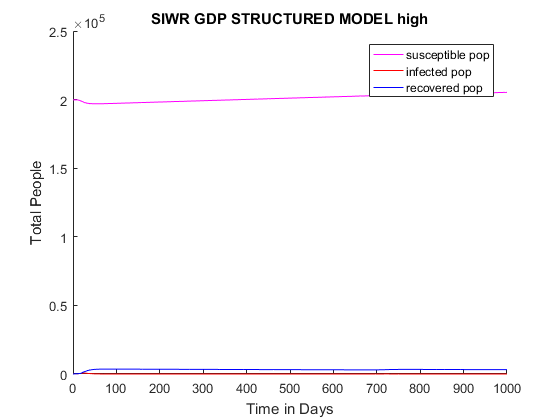 SIWR GDP STRUCTURED MODEL high
×10^5
2.5
2
1.5
1
0.5
0
Total People
susceptible pop
infected pop
recovered pop
0 100 200 300 400 500 600 700 800 900 1000
Time in Days